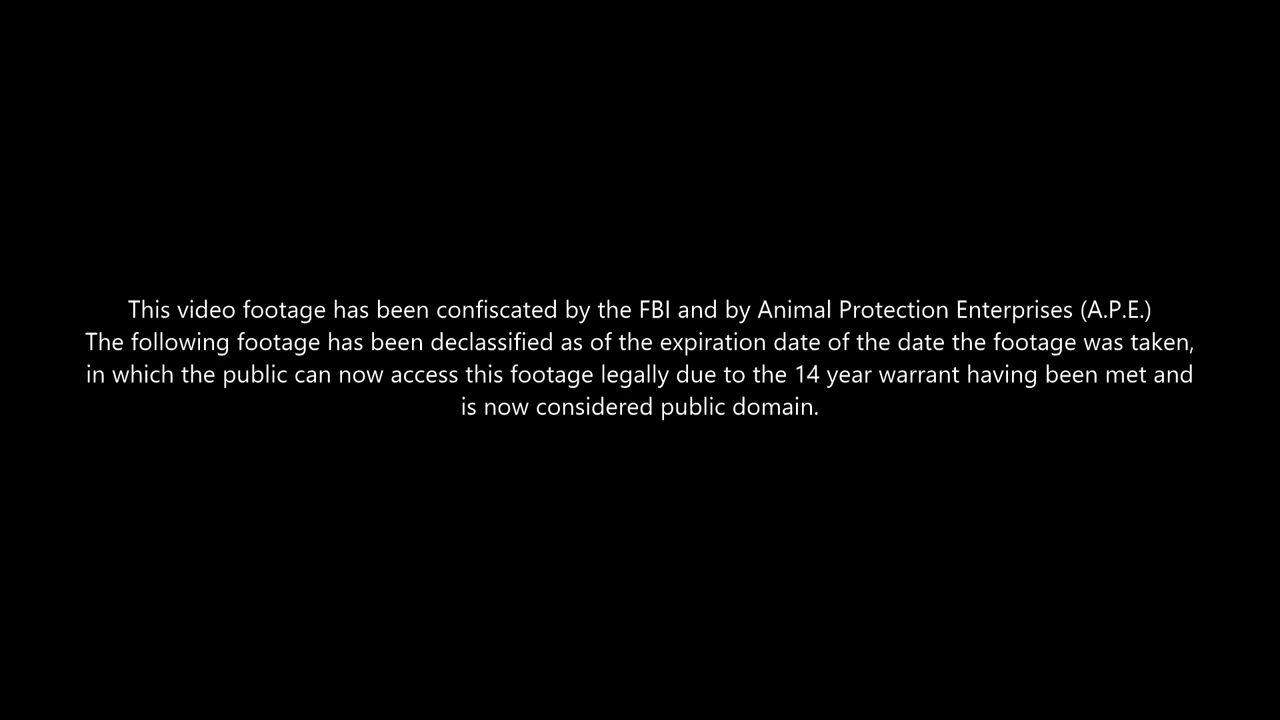 This video footage has been confiscated by the FBI and by Animal Protection Enterprises (A.P.E.)
The following footage has been declassified as of the expiration date of the date the footage was taken,
in which the public can now access this footage legally due to the 14 year warrant having been met and
is now considered public domain.